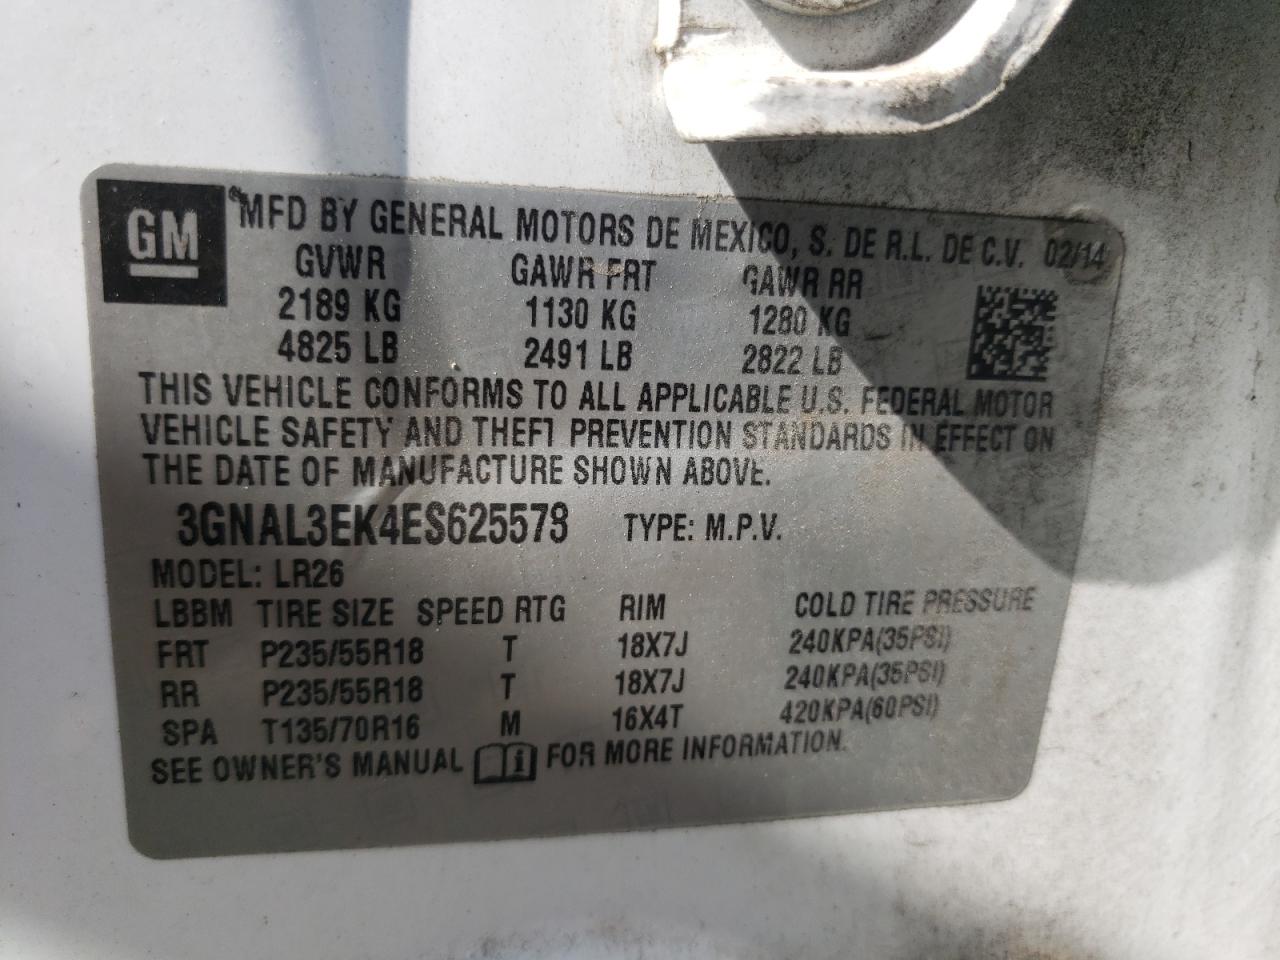 GM
MFD BY GENERAL MOTORS DE MEXICO, S. DE R.L. DE C.V. 02/14
GVWR GAWR FRT GAWR RR
2189 KG 1130 KG 1280 KG
4825 LB 2491 LB 2822 LB
THIS VEHICLE CONFORMS TO ALL APPLICABLE U.S. FEDERAL MOTOR
VEHICLE SAFETY AND THEFT PREVENTION STANDARDS IN EFFECT ON
THE DATE OF MANUFACTURE SHOWN ABOVE.
3GNAL3EK4ES625578 TYPE: M.P.V.
MODEL: LR26
LBBM TIRE SIZE SPEED RTG RIM COLD TIRE PRESSURE
FRT P235/55R18 T 18X7J 240KPA(35PSI)
RR P235/55R18 T 18X7J 240KPA(35PSI)
SPA T135/70R16 M 16X4T 420KPA(60PSI)
SEE OWNER'S MANUAL i FOR MORE INFORMATION.